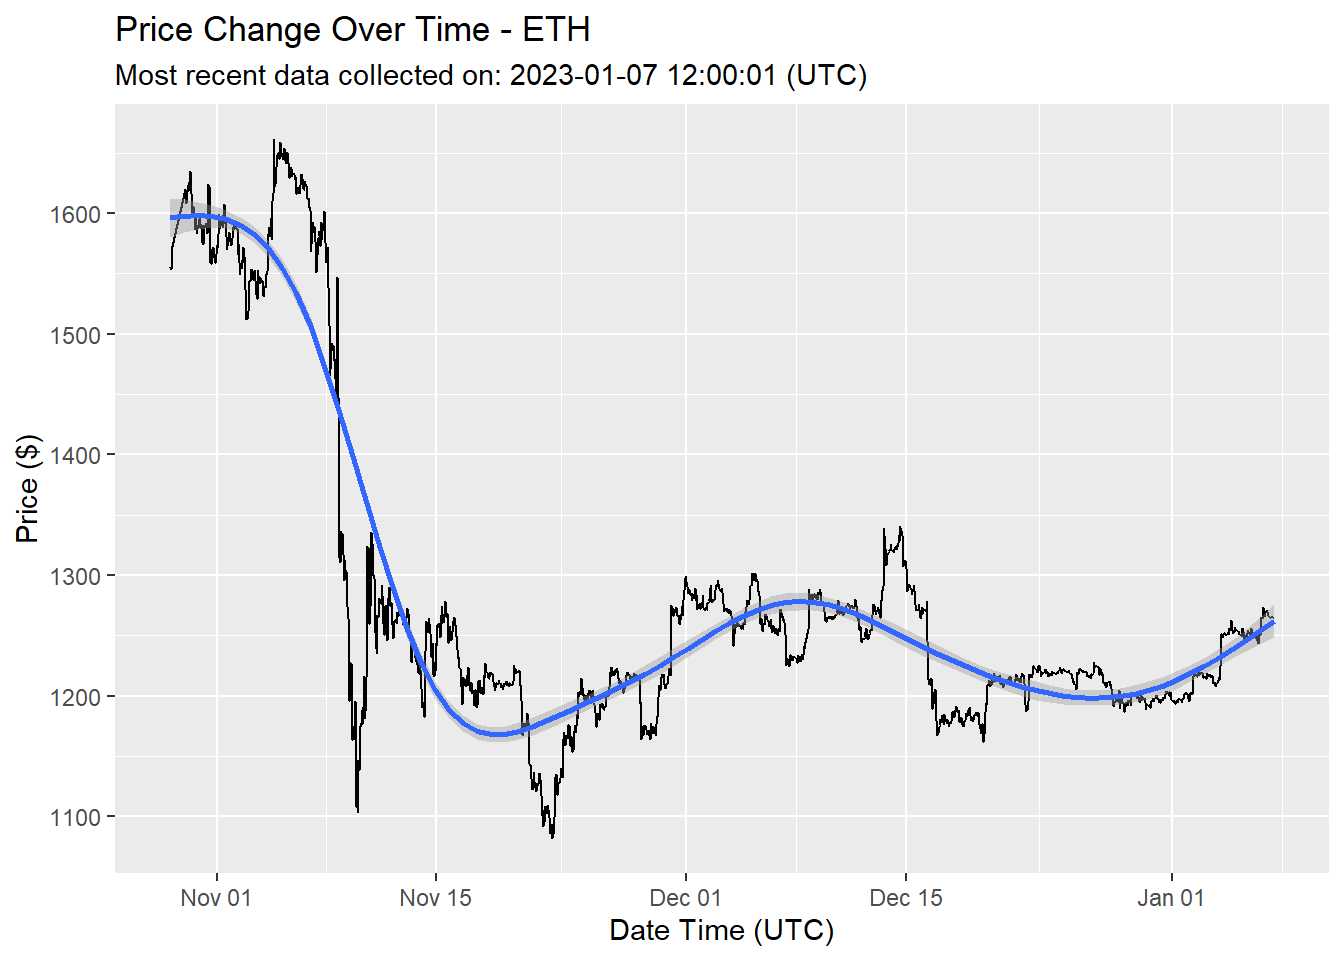 Price Change Over Time - ETH
Most recent data collected on: 2023-01-07 12:00:01 (UTC)
Price ($)
1600
1500
1400
1300
1200
1100
Nov 01 Nov 15 Dec 01 Dec 15 Jan 01
Date Time (UTC)